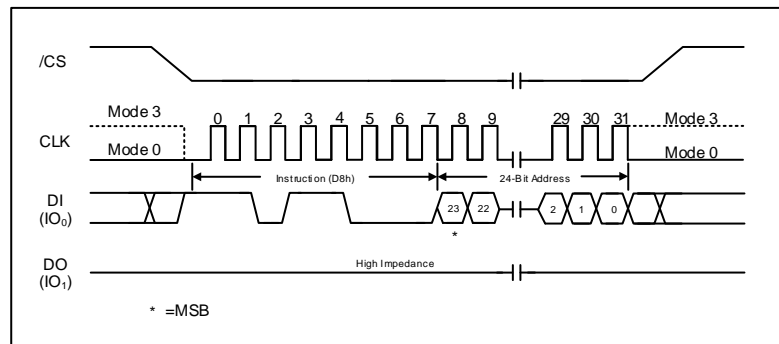 /CS
Mode 3 0 1 2 3 4 5 6 7 8 9 29 30 31 Mode 3
CLK Mode 0 Mode 0
Instruction (D8h) 24-Bit Address
DI
(IO₀) 23 22 2 1 0
*
DO High Impedance
(IO₁)
* =MSB